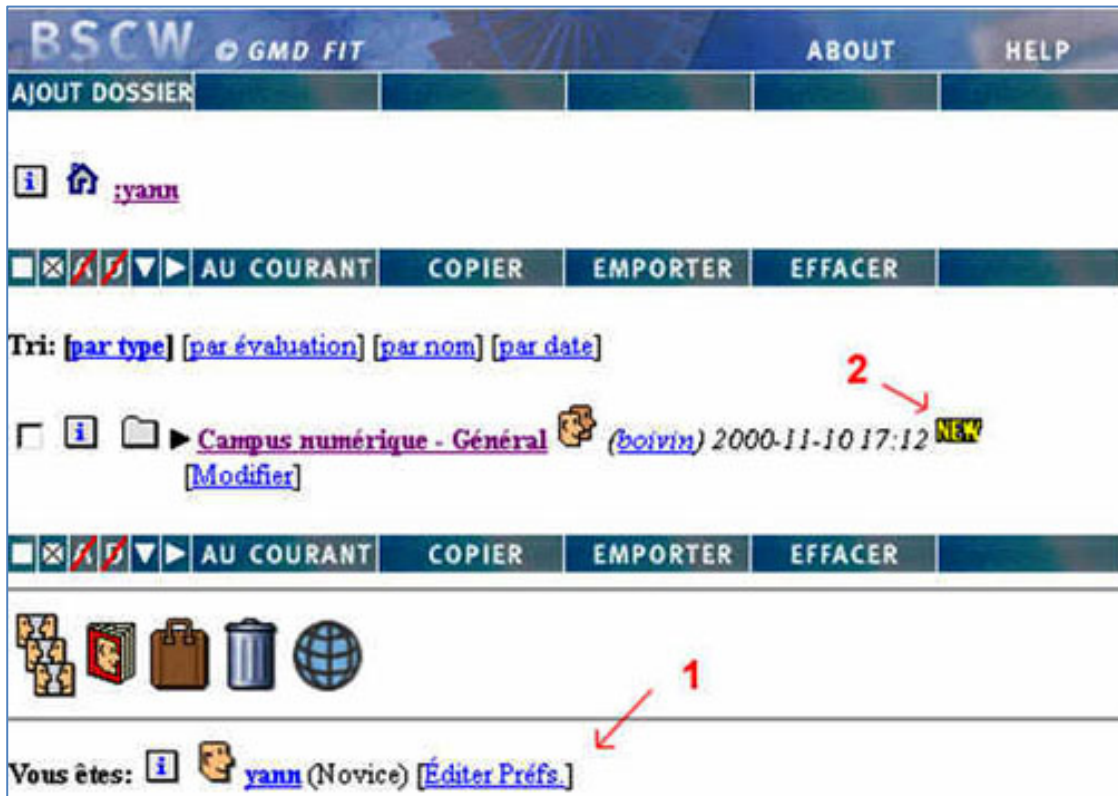 BSCW © GMD FIT ABOUT HELP
AJOUT DOSSIER
i :yann
A D AU COURANT COPIER EMPORTER EFFACER
Tri: [par type] [par évaluation] [par nom] [par date]
2
i Campus numérique - Général (boivin) 2000-11-10 17:12 NEW
[Modifier]
A D AU COURANT COPIER EMPORTER EFFACER
1
Vous êtes: i yann (Novice) [Éditer Préfs.]